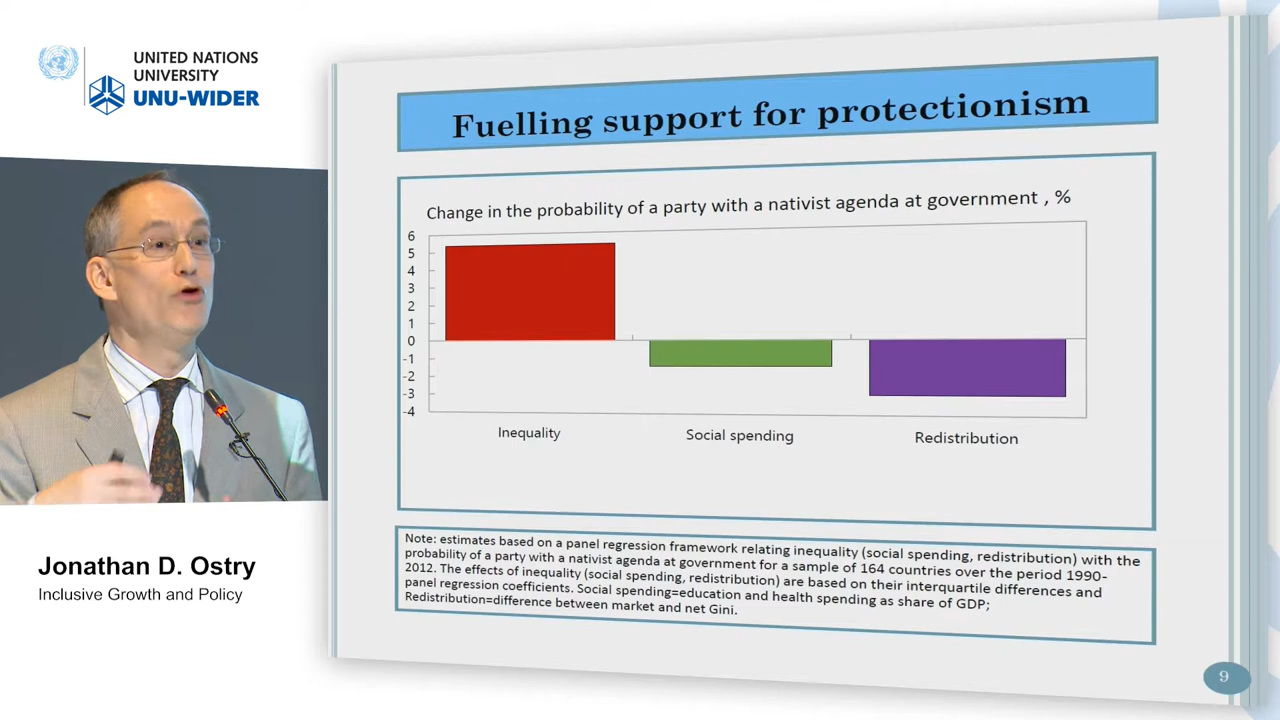 UNITED NATIONS
UNIVERSITY
UNU-WIDER
Fuelling support for protectionism
Change in the probability of a party with a nativist agenda at government , %
6
5
4
3
2
1
0
-1
-2
-3
-4
Inequality
Social spending
Redistribution
Note: estimates based on a panel regression framework relating inequality (social spending, redistribution) with the
probability of a party with a nativist agenda at government for a sample of 164 countries over the period 1990-
2012. The effects of inequality (social spending, redistribution) are based on their interquartile differences and
panel regression coefficients. Social spending=education and health spending as share of GDP;
Redistribution=difference between market and net Gini.
9
Jonathan D. Ostry
Inclusive Growth and Policy